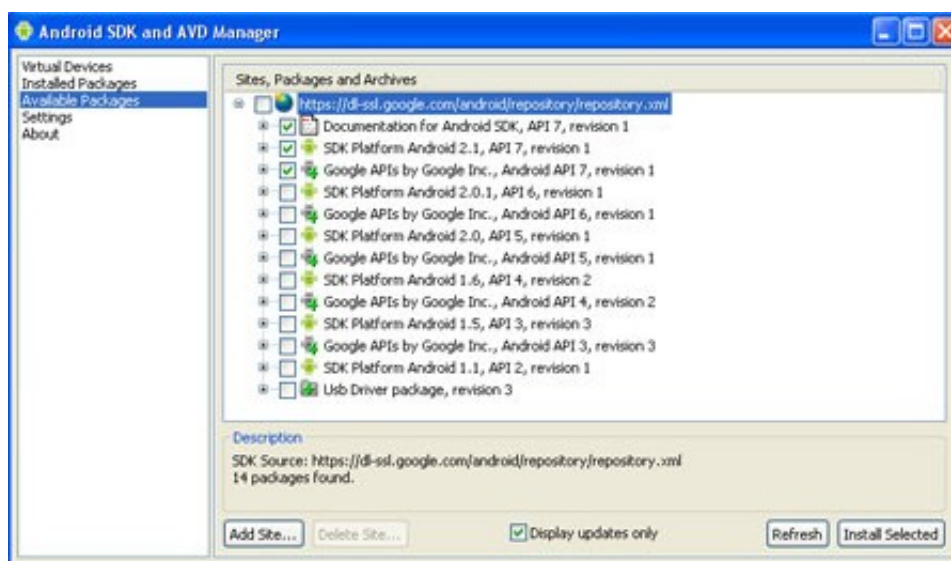 Android SDK and AVD Manager
Virtual Devices
Installed Packages
Available Packages
Settings
About
Sites, Packages and Archives
https://dl-ssl.google.com/android/repository/repository.xml
Documentation for Android SDK, API 7, revision 1
SDK Platform Android 2.1, API 7, revision 1
Google APIs by Google Inc., Android API 7, revision 1
SDK Platform Android 2.0.1, API 6, revision 1
Google APIs by Google Inc., Android API 6, revision 1
SDK Platform Android 2.0, API 5, revision 1
Google APIs by Google Inc., Android API 5, revision 1
SDK Platform Android 1.6, API 4, revision 2
Google APIs by Google Inc., Android API 4, revision 2
SDK Platform Android 1.5, API 3, revision 3
Google APIs by Google Inc., Android API 3, revision 3
SDK Platform Android 1.1, API 2, revision 1
Usb Driver package, revision 3
Description
SDK Source: https://dl-ssl.google.com/android/repository/repository.xml
14 packages found.
Add Site... Delete Site... Display updates only Refresh Install Selected